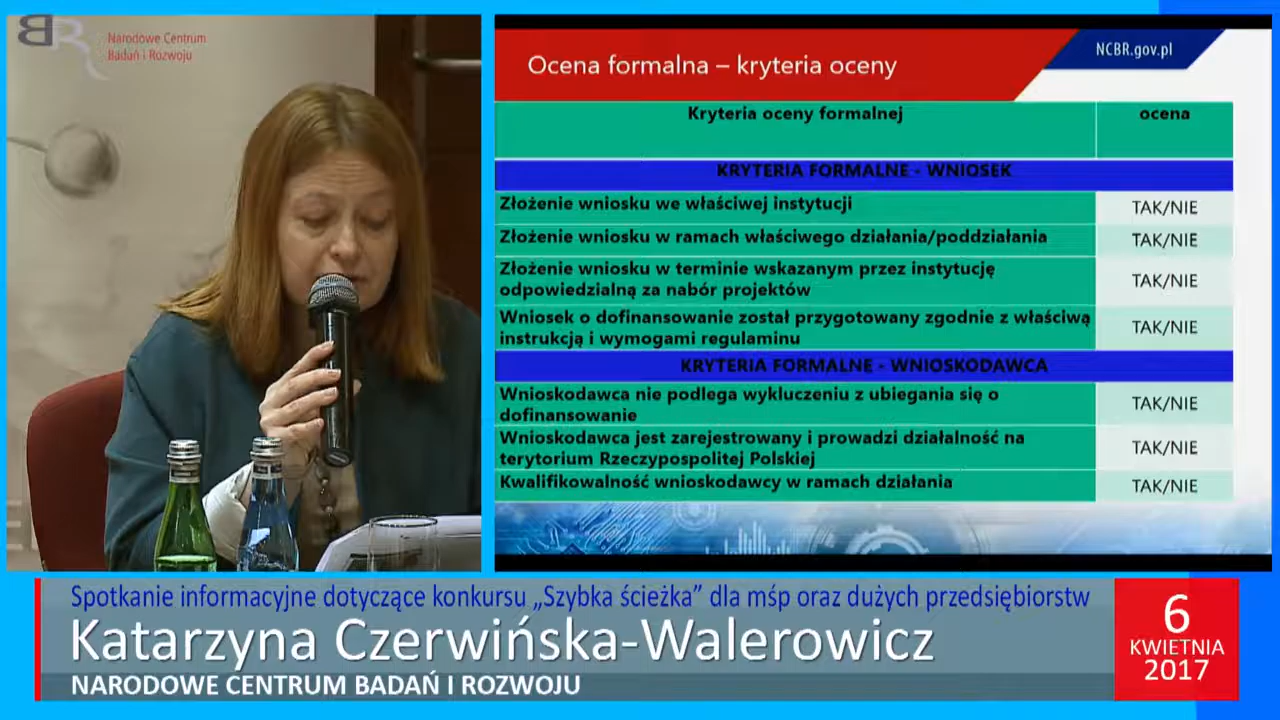 BR
Narodowe Centrum
Badań i Rozwoju
Ocena formalna – kryteria oceny
NCBR.gov.pl
Kryteria oceny formalnej
ocena
KRYTERIA FORMALNE - WNIOSEK
Złożenie wniosku we właściwej instytucji
TAK/NIE
Złożenie wniosku w ramach właściwego działania/poddziałania
TAK/NIE
Złożenie wniosku w terminie wskazanym przez instytucję
odpowiedzialną za nabór projektów
TAK/NIE
Wniosek o dofinansowanie został przygotowany zgodnie z właściwą
instrukcją i wymogami regulaminu
TAK/NIE
KRYTERIA FORMALNE - WNIOSKODAWCA
Wnioskodawca nie podlega wykluczeniu z ubiegania się o
dofinansowanie
TAK/NIE
Wnioskodawca jest zarejestrowany i prowadzi działalność na
terytorium Rzeczypospolitej Polskiej
TAK/NIE
Kwalifikowalność wnioskodawcy w ramach działania
TAK/NIE
Spotkanie informacyjne dotyczące konkursu „Szybka ścieżka” dla mśp oraz dużych przedsiębiorstw
Katarzyna Czerwińska-Walerowicz
NARODOWE CENTRUM BADAŃ I ROZWOJU
6
KWIETNIA
2017